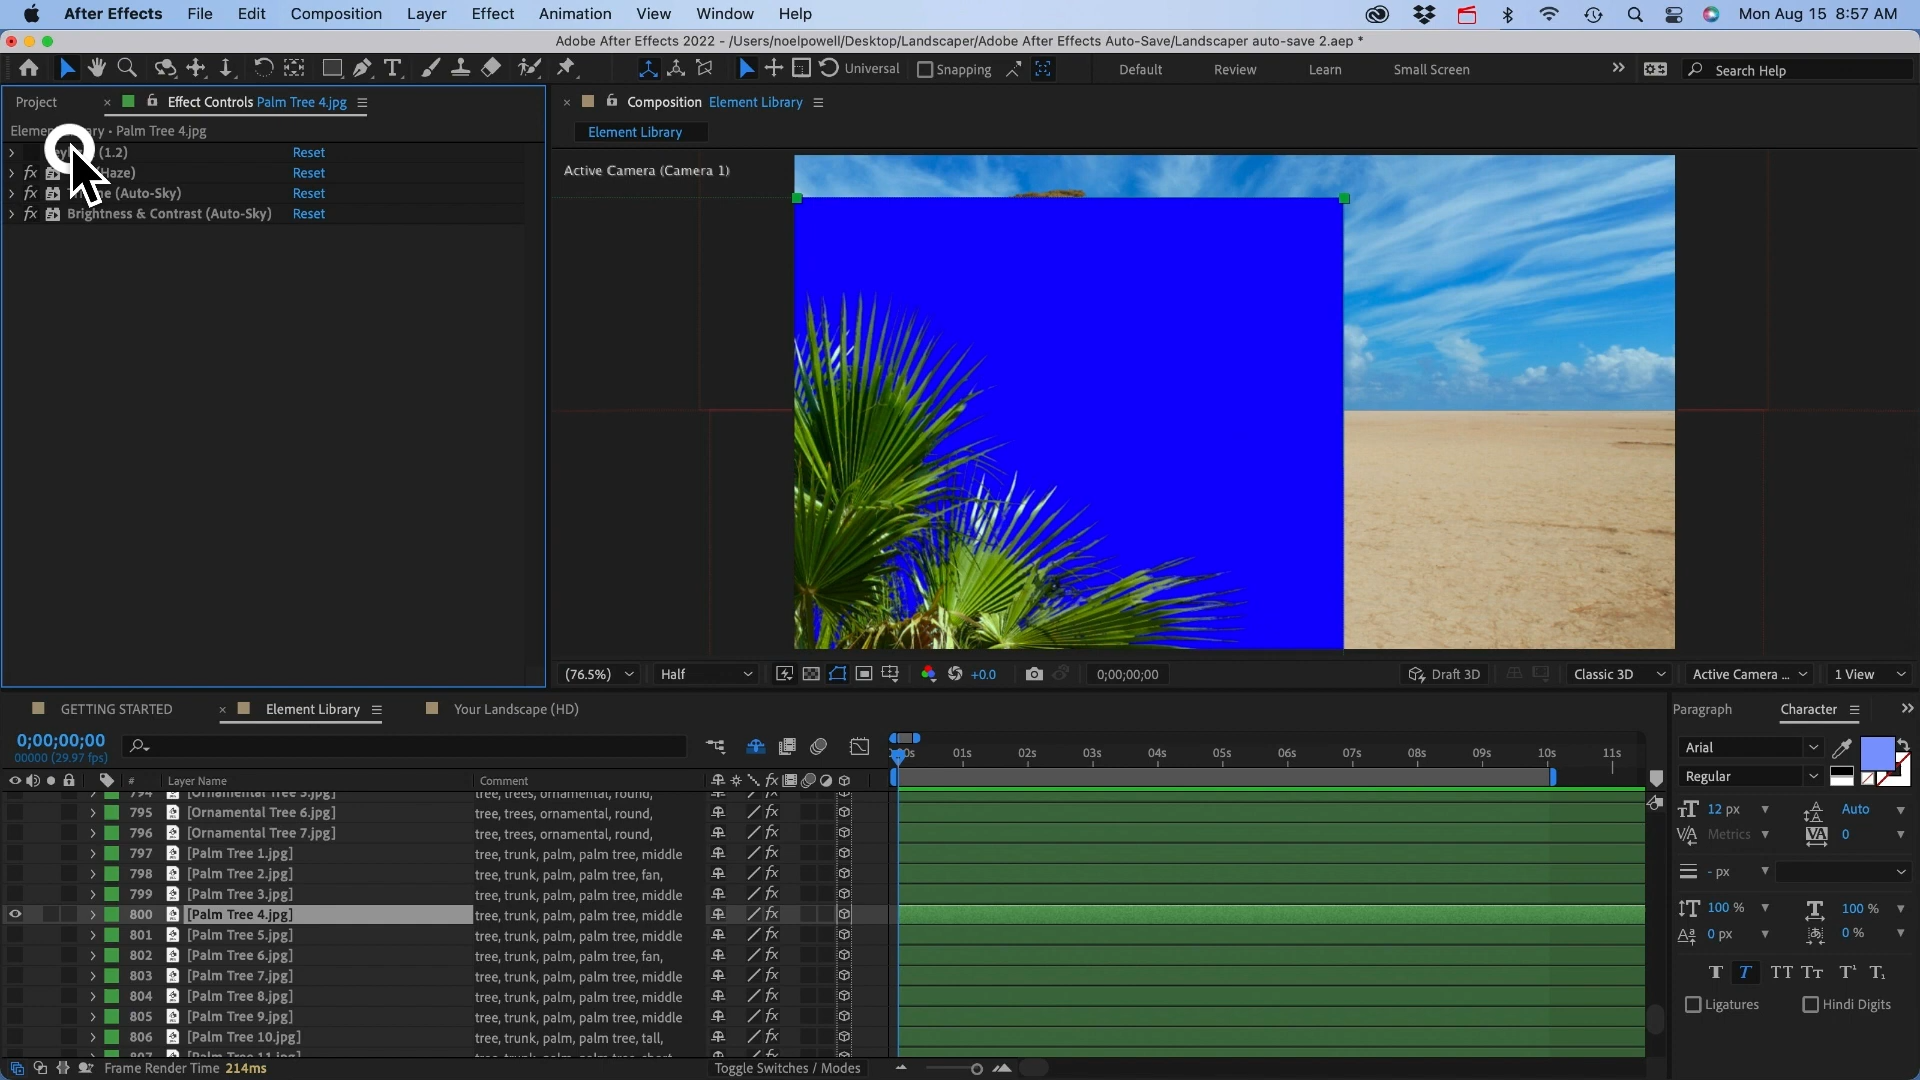 After Effects File Edit Composition Layer Effect Animation View Window Help Mon Aug 15 8:57 AM
Adobe After Effects 2022 - /Users/noelpowell/Desktop/Landscaper/Adobe After Effects Auto-Save/Landscaper auto-save 2.aep *
Universal Snapping Default Review Learn Small Screen Search Help
Project Effect Controls Palm Tree 4.jpg
Composition Element Library
• Palm Tree 4.jpg
Element Library
(1.2) Reset
Reset
(Auto-Sky) Reset
Brightness & Contrast (Auto-Sky) Reset
Active Camera (Camera 1)
(76.5%) Half +0.0 0;00;00;00 Draft 3D Classic 3D Active Camera ... 1 View
GETTING STARTED Element Library Your Landscape (HD)
Paragraph Character
0;00;00;00
00000 (29.97 fps)
01s 02s 03s 04s 05s 06s 07s 08s 09s 10s 11s
# Layer Name Comment
795 [Ornamental Tree 6.jpg] tree, trees, ornamental, round,
796 [Ornamental Tree 7.jpg] tree, trees, ornamental, round,
797 [Palm Tree 1.jpg] tree, trunk, palm, palm tree, middle
798 [Palm Tree 2.jpg] tree, trunk, palm, palm tree, fan,
799 [Palm Tree 3.jpg] tree, trunk, palm, palm tree, middle
800 [Palm Tree 4.jpg] tree, trunk, palm, palm tree, middle
801 [Palm Tree 5.jpg] tree, trunk, palm, palm tree, middle
802 [Palm Tree 6.jpg] tree, trunk, palm, palm tree, fan,
803 [Palm Tree 7.jpg] tree, trunk, palm, palm tree, middle
804 [Palm Tree 8.jpg] tree, trunk, palm, palm tree, middle
805 [Palm Tree 9.jpg] tree, trunk, palm, palm tree, middle
806 [Palm Tree 10.jpg] tree, trunk, palm, palm tree, tall,
Frame Render Time 214ms Toggle Switches / Modes
Arial
Regular
12 px Auto
Metrics 0
- px
100 % 100 %
0 px 0 %
Ligatures Hindi Digits